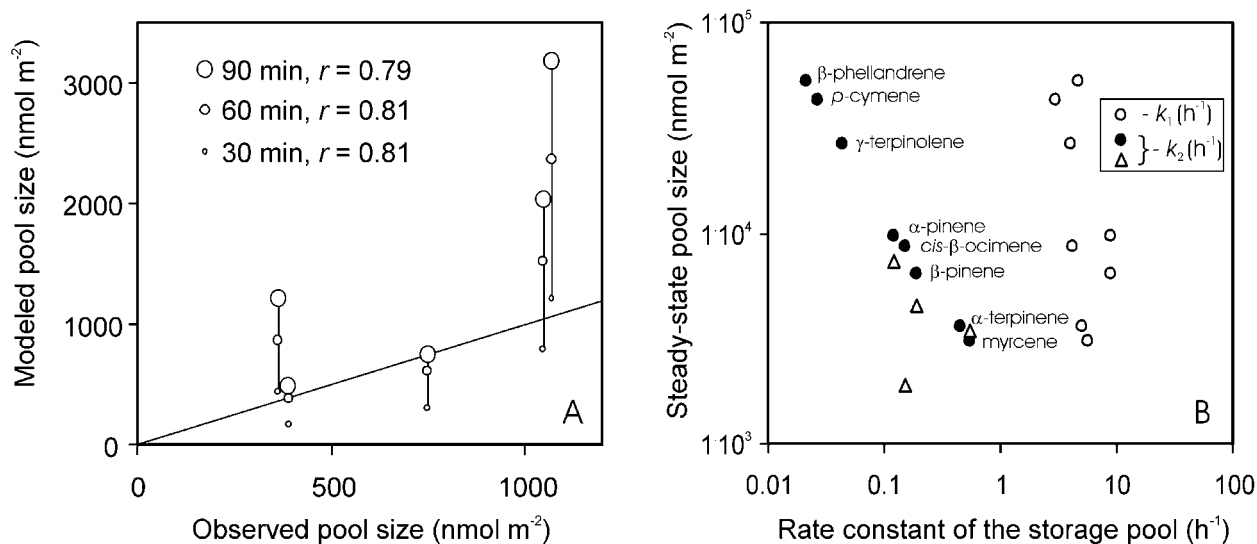 3000
2000
1000
0
Modeled pool size (nmol m⁻²)
90 min, r = 0.79
60 min, r = 0.81
30 min, r = 0.81
A
0 500 1000
Observed pool size (nmol m⁻²)
1·10⁵
1·10⁴
1·10³
Steady-state pool size (nmol m⁻²)
β-phellandrene
p-cymene
γ-terpinolene
α-pinene
cis-β-ocimene
β-pinene
α-terpinene
myrcene
- k₁(h⁻¹)
} - k₂(h⁻¹)
B
0.01 0.1 1 10 100
Rate constant of the storage pool (h⁻¹)